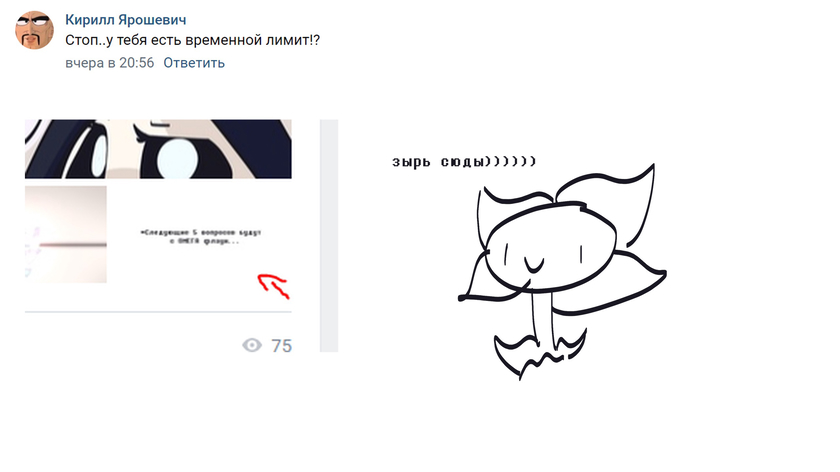 Кирилл Ярошевич
Стоп..у тебя есть временной лимит!?
вчера в 20:56 Ответить
зырь сюды))))))
*Следующие 5 вопросов будут
с ОМЕГА флауи...
75